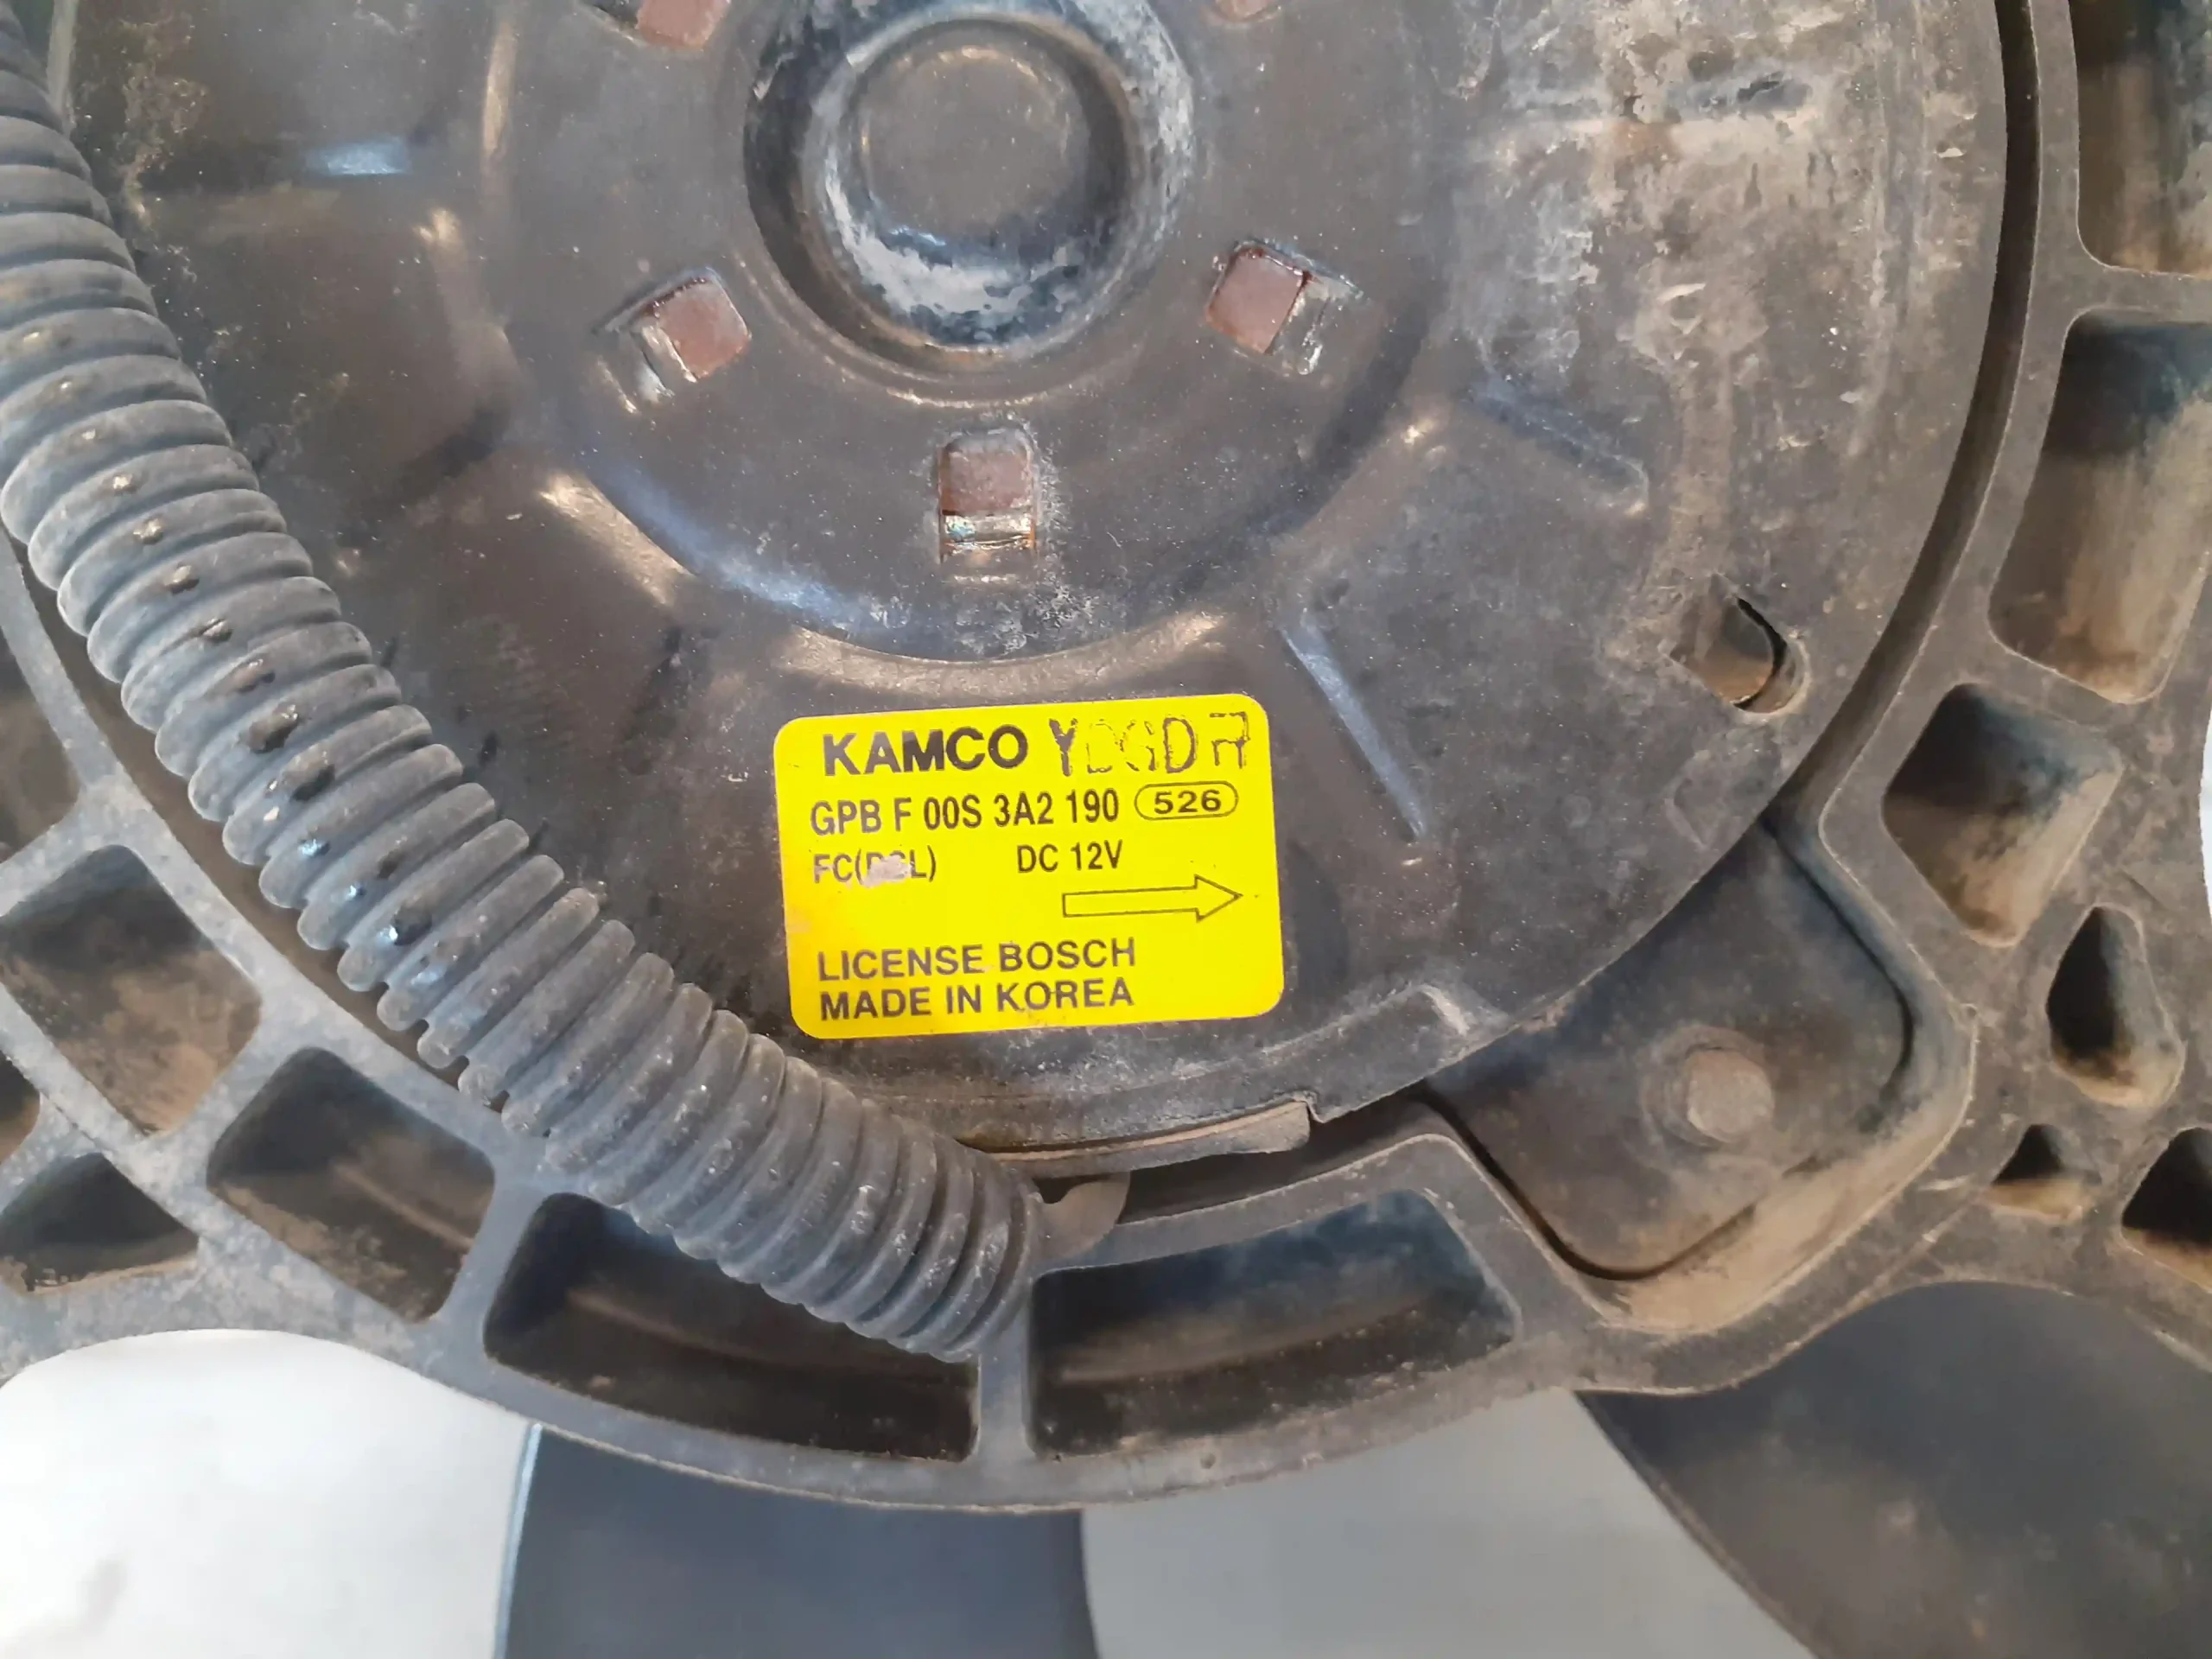 KAMCO
GPB F 00S 3A2 190 526
DC 12V
LICENSE BOSCH
MADE IN KOREA